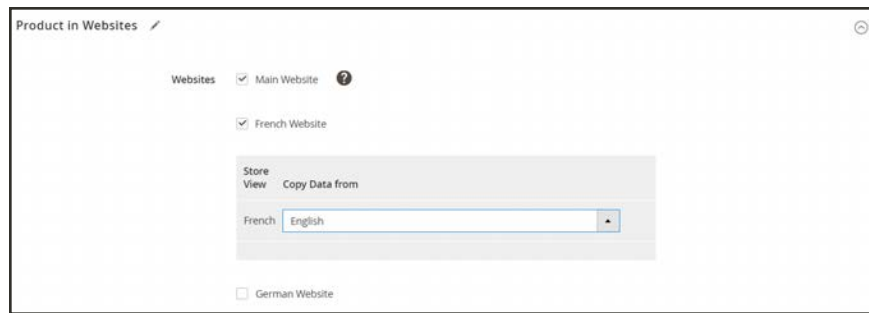 Product in Websites
Websites Main Website ?
French Website
Store
View Copy Data from
French English
German Website